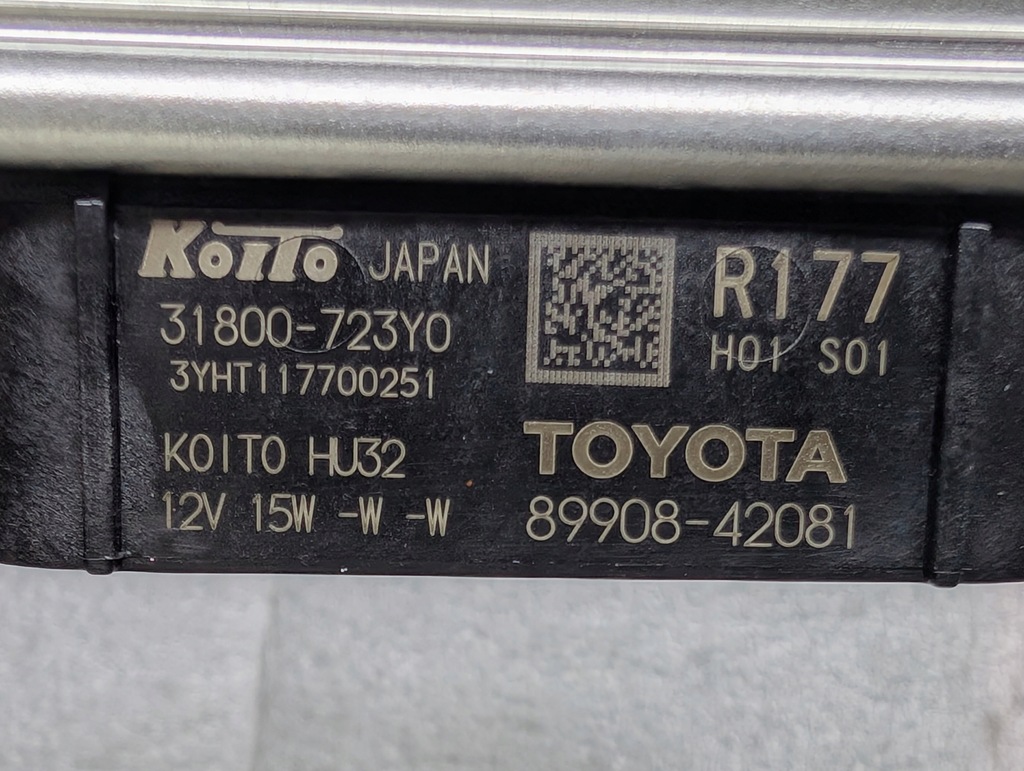 KOITO JAPAN
31800-723Y0
3YHT117700251
KOITO HU32
12V 15W -W -W
R177
H01 S01
TOYOTA
89908-42081